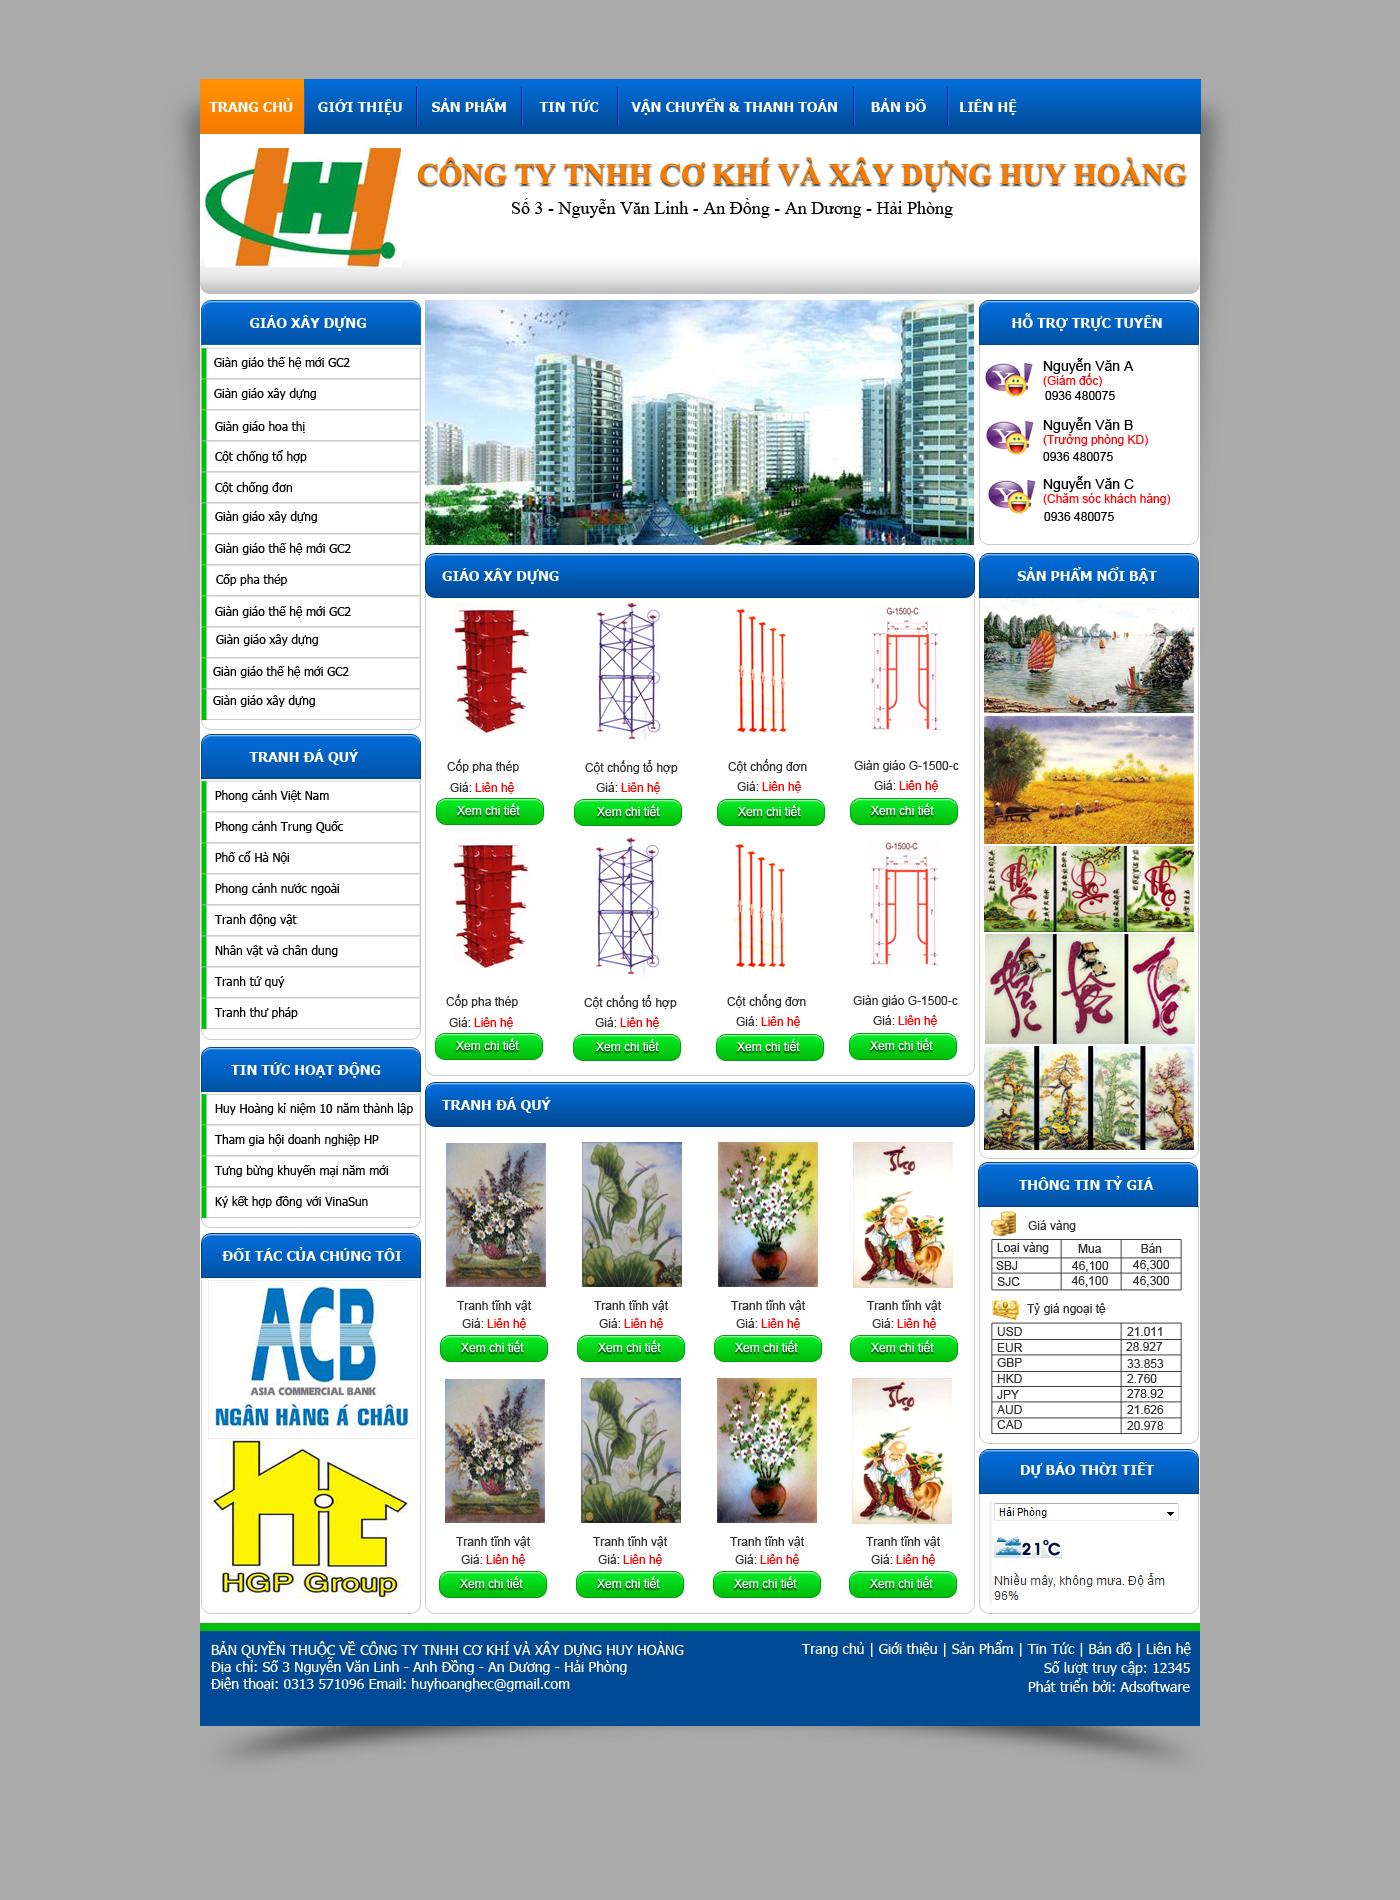 TRANG CHỦ
GIỚI THIỆU
SẢN PHẨM
TIN TỨC
VẬN CHUYỂN & THANH TOÁN
BẢN ĐỒ
LIÊN HỆ
CÔNG TY TNHH CƠ KHÍ VÀ XÂY DỰNG HUY HOÀNG
Số 3 - Nguyễn Văn Linh - An Đồng - An Dương - Hải Phòng
GIÁO XÂY DỰNG
Giàn giáo thế hệ mới GC2
Giàn giáo xây dựng
Giàn giáo hoa thị
Cột chống tổ hợp
Cột chống đơn
Giàn giáo xây dựng
Giàn giáo thế hệ mới GC2
Cốp pha thép
Giàn giáo thế hệ mới GC2
Giàn giáo xây dựng
Giàn giáo thế hệ mới GC2
Giàn giáo xây dựng
TRANH ĐÁ QUÝ
Phong cảnh Việt Nam
Phong cảnh Trung Quốc
Phố cổ Hà Nội
Phong cảnh nước ngoài
Tranh động vật
Nhân vật và chân dung
Tranh tứ quý
Tranh thư pháp
TIN TỨC HOẠT ĐỘNG
Huy Hoàng kỉ niệm 10 năm thành lập
Tham gia hội doanh nghiệp HP
Tưng bừng khuyến mại năm mới
Ký kết hợp đồng với VinaSun
ĐỐI TÁC CỦA CHÚNG TÔI
ACB
ASIA COMMERCIAL BANK
NGÂN HÀNG Á CHÂU
HGP Group
GIÁO XÂY DỰNG
G-1500-C
Cốp pha thép
Cột chống tổ hợp
Cột chống đơn
Giàn giáo G-1500-c
Giá: Liên hệ
Giá: Liên hệ
Giá: Liên hệ
Giá: Liên hệ
Xem chi tiết
Xem chi tiết
Xem chi tiết
Xem chi tiết
G-1500-C
Cốp pha thép
Cột chống tổ hợp
Cột chống đơn
Giàn giáo G-1500-c
Giá: Liên hệ
Giá: Liên hệ
Giá: Liên hệ
Giá: Liên hệ
Xem chi tiết
Xem chi tiết
Xem chi tiết
Xem chi tiết
TRANH ĐÁ QUÝ
Thọ
Tranh tĩnh vật
Tranh tĩnh vật
Tranh tĩnh vật
Tranh tĩnh vật
Giá: Liên hệ
Giá: Liên hệ
Giá: Liên hệ
Giá: Liên hệ
Xem chi tiết
Xem chi tiết
Xem chi tiết
Xem chi tiết
Thọ
Tranh tĩnh vật
Tranh tĩnh vật
Tranh tĩnh vật
Tranh tĩnh vật
Giá: Liên hệ
Giá: Liên hệ
Giá: Liên hệ
Giá: Liên hệ
Xem chi tiết
Xem chi tiết
Xem chi tiết
Xem chi tiết
HỖ TRỢ TRỰC TUYẾN
Nguyễn Văn A
(Giám đốc)
0936 480075
Nguyễn Văn B
(Trưởng phòng KD)
0936 480075
Nguyễn Văn C
(Chăm sóc khách hàng)
0936 480075
SẢN PHẨM NỔI BẬT
THÔNG TIN TỶ GIÁ
Giá vàng
Loại vàng Mua Bán
SBJ 46,100 46,300
SJC 46,100 46,300
Tỷ giá ngoại tệ
USD 21.011
EUR 28.927
GBP 33.853
HKD 2.760
JPY 278.92
AUD 21.626
CAD 20.978
DỰ BÁO THỜI TIẾT
Hải Phòng
21°C
Nhiều mây, không mưa. Độ ẩm
96%
BẢN QUYỀN THUỘC VỀ CÔNG TY TNHH CƠ KHÍ VÀ XÂY DỰNG HUY HOÀNG
Địa chỉ: Số 3 Nguyễn Văn Linh - Anh Đồng - An Dương - Hải Phòng
Điện thoại: 0313 571096 Email: huyhoanghec@gmail.com
Trang chủ | Giới thiệu | Sản Phẩm | Tin Tức | Bản đồ | Liên hệ
Số lượt truy cập: 12345
Phát triển bởi: Adsoftware